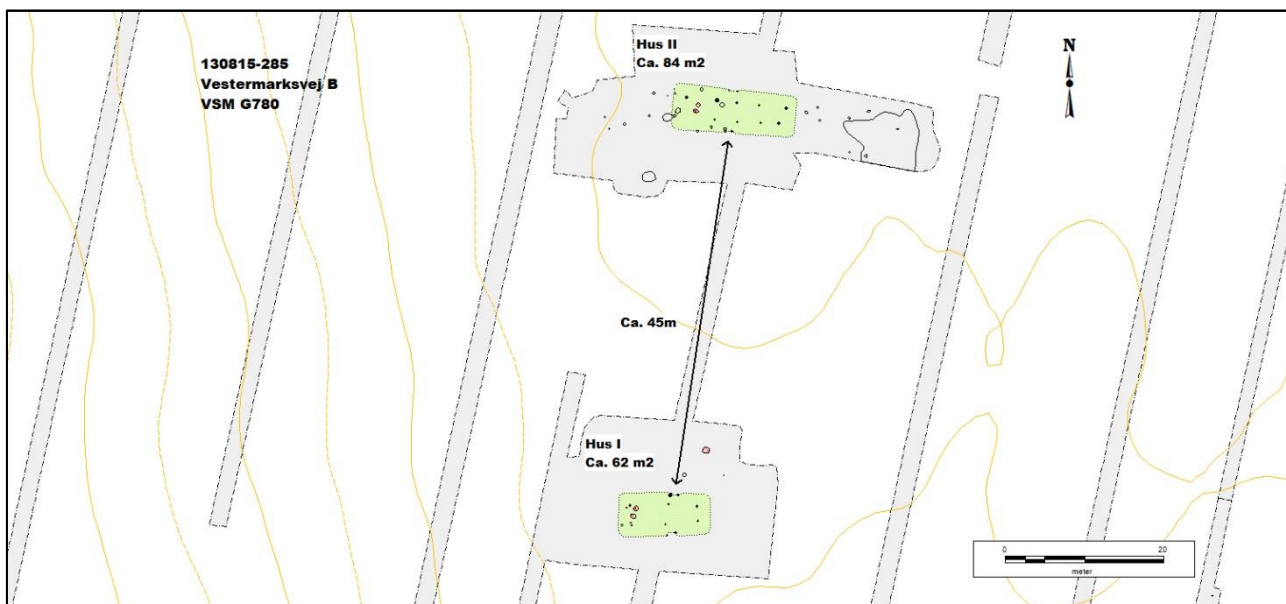 130815-285
Vestermarksvej B
VSM G780
Hus II
Ca. 84 m2
N
Ca. 45m
Hus I
Ca. 62 m2
0 20
meter